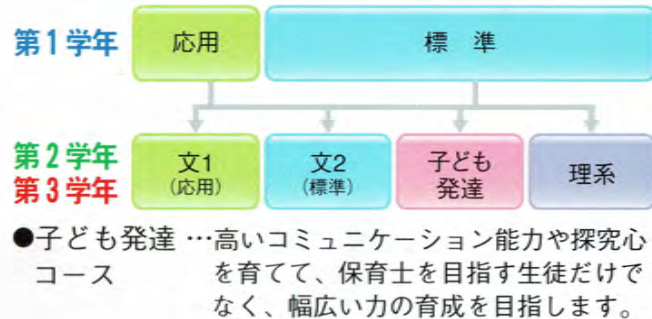 第1学年 応用 標 準
第2学年
第3学年
文1
(応用)
文2
(標準)
子ども
発達
理系
●子ども発達 …高いコミュニケーション能力や探究心
コース を育てて、保育士を目指す生徒だけで
なく、幅広い力の育成を目指します。